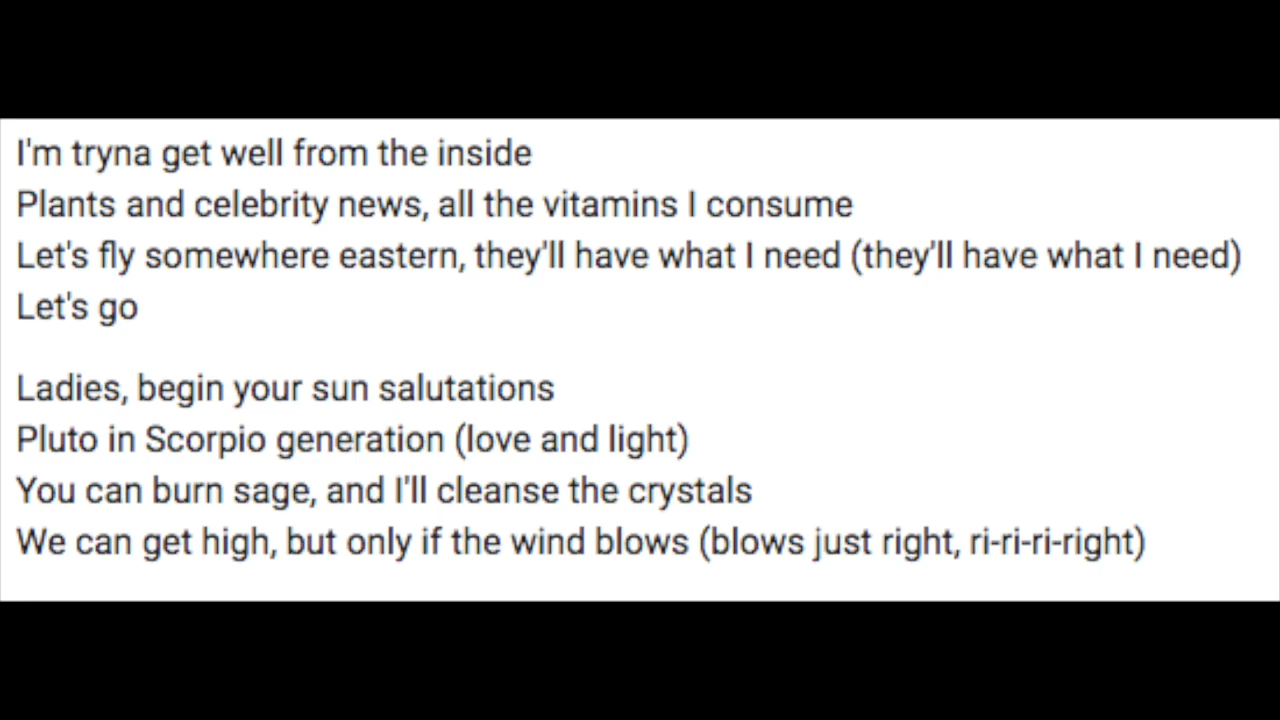 I'm tryna get well from the inside
Plants and celebrity news, all the vitamins I consume
Let's fly somewhere eastern, they'll have what I need (they'll have what I need)
Let's go
Ladies, begin your sun salutations
Pluto in Scorpio generation (love and light)
You can burn sage, and I'll cleanse the crystals
We can get high, but only if the wind blows (blows just right, ri-ri-ri-right)